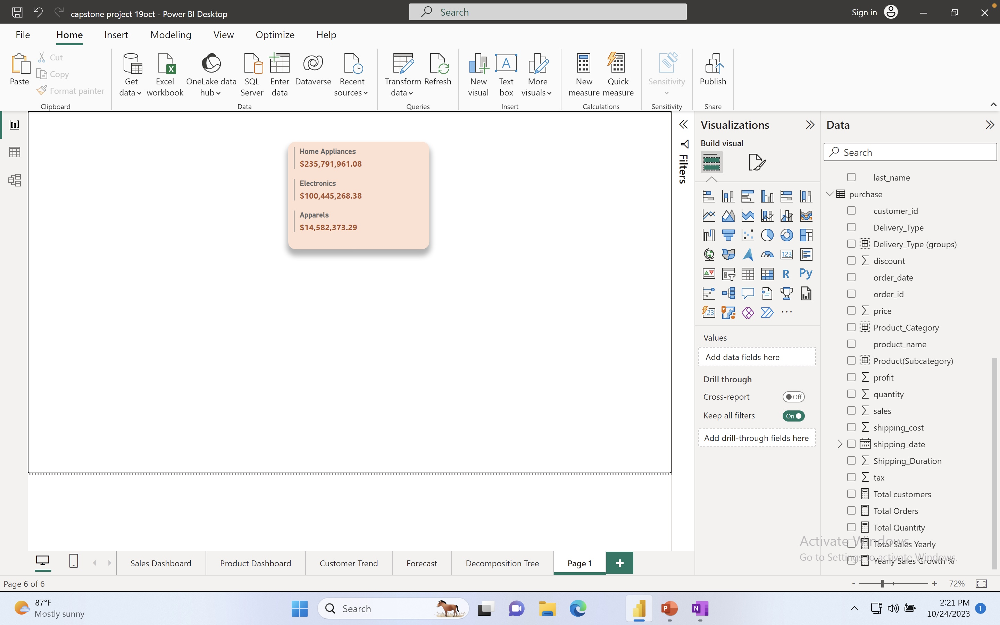 capstone project 19oct - Power BI Desktop
Search
Sign in
File
Home
Insert
Modeling
View
Optimize
Help
Paste
Cut
Copy
Format painter
Clipboard
Get data
Excel workbook
OneLake data hub
SQL Server
Enter data
Dataverse
Recent sources
Data
Transform data
Refresh
Queries
New visual
Text box
A
More visuals
Insert
New measure
Quick measure
Calculations
Sensitivity
Sensitivity
Publish
Share
Home Appliances
$235,791,961.08
Electronics
$100,445,268.38
Apparels
$14,582,373.29
Filters
Visualizations
Build visual
123
R
Py
123
Values
Add data fields here
Drill through
Cross-report
Off
Keep all filters
On
Add drill-through fields here
Data
Search
last_name
purchase
customer_id
Delivery_Type
Delivery_Type (groups)
discount
order_date
order_id
price
Product_Category
product_name
Product(Subcategory)
profit
quantity
sales
shipping_cost
shipping_date
Shipping_Duration
tax
Total customers
Total Orders
Total Quantity
Total Sales Yearly
Yearly Sales Growth %
Activate Windows
Go to Settings to activate Windows.
Sales Dashboard
Product Dashboard
Customer Trend
Forecast
Decomposition Tree
Page 1
Page 6 of 6
72%
87°F
Mostly sunny
Search
2:21 PM
10/24/2023
1